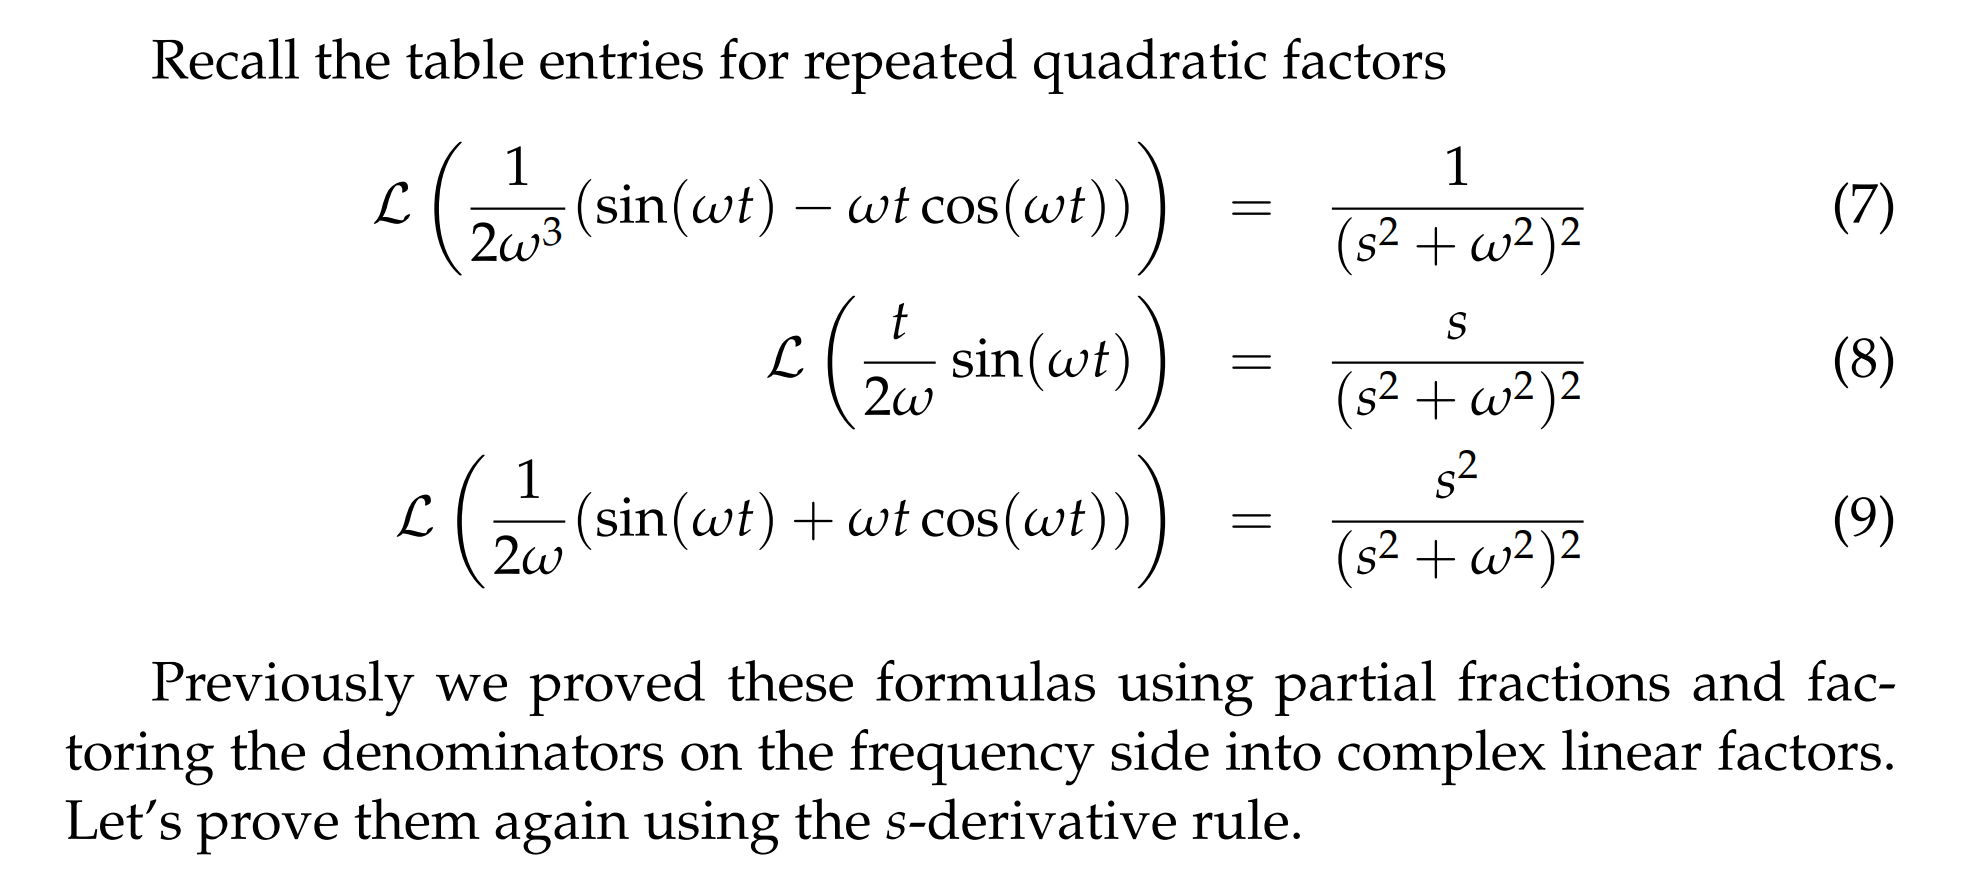 Recall the table entries for repeated quadratic factors
$\mathcal{L}\left(\frac{1}{2\omega^3}(\sin(\omega t) - \omega t\cos(\omega t))\right) = \frac{1}{(s^2 + \omega^2)^2}$ (7)
$\mathcal{L}\left(\frac{t}{2\omega}\sin(\omega t)\right) = \frac{s}{(s^2 + \omega^2)^2}$ (8)
$\mathcal{L}\left(\frac{1}{2\omega}(\sin(\omega t) + \omega t\cos(\omega t))\right) = \frac{s^2}{(s^2 + \omega^2)^2}$ (9)
Previously we proved these formulas using partial fractions and fac-
toring the denominators on the frequency side into complex linear factors.
Let's prove them again using the s-derivative rule.